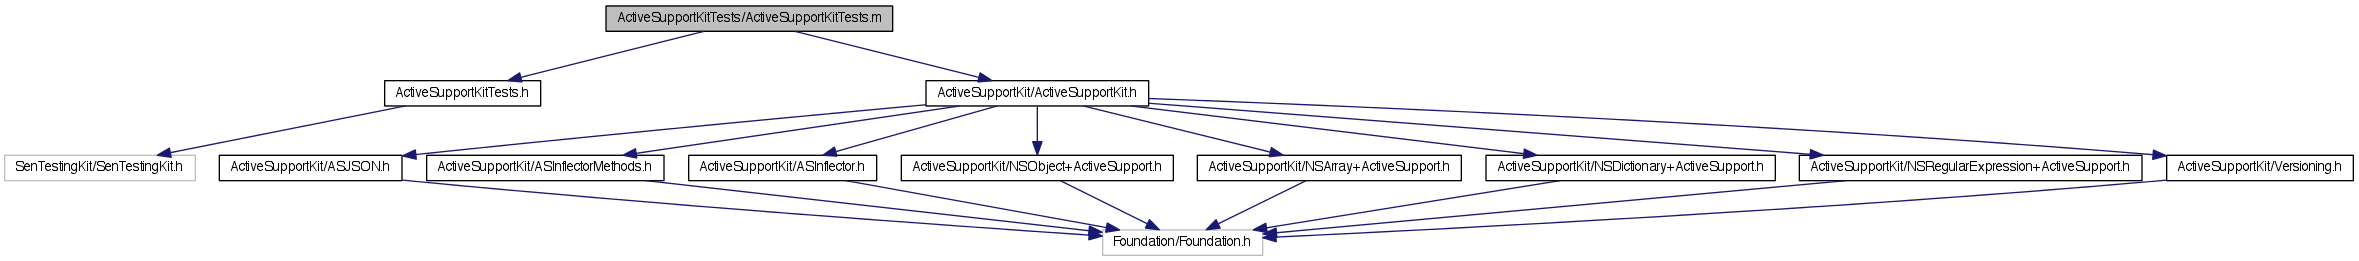 ActiveSupportKitTests/ActiveSupportKitTests.m
ActiveSupportKitTests.h
ActiveSupportKit/ActiveSupportKit.h
SenTestingKit/SenTestingKit.h
ActiveSupportKit/ASJSON.h
ActiveSupportKit/ASInflectorMethods.h
ActiveSupportKit/ASInflector.h
ActiveSupportKit/NSObject+ActiveSupport.h
ActiveSupportKit/NSArray+ActiveSupport.h
ActiveSupportKit/NSDictionary+ActiveSupport.h
ActiveSupportKit/NSRegularExpression+ActiveSupport.h
ActiveSupportKit/Versioning.h
Foundation/Foundation.h